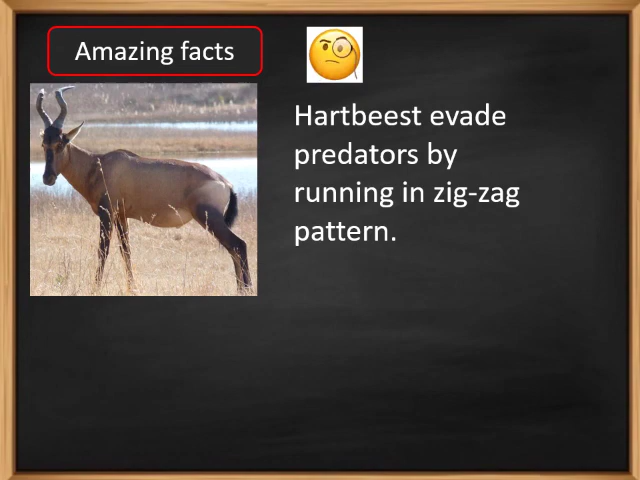 Amazing facts
Hartbeest evade
predators by
running in zig-zag
pattern.